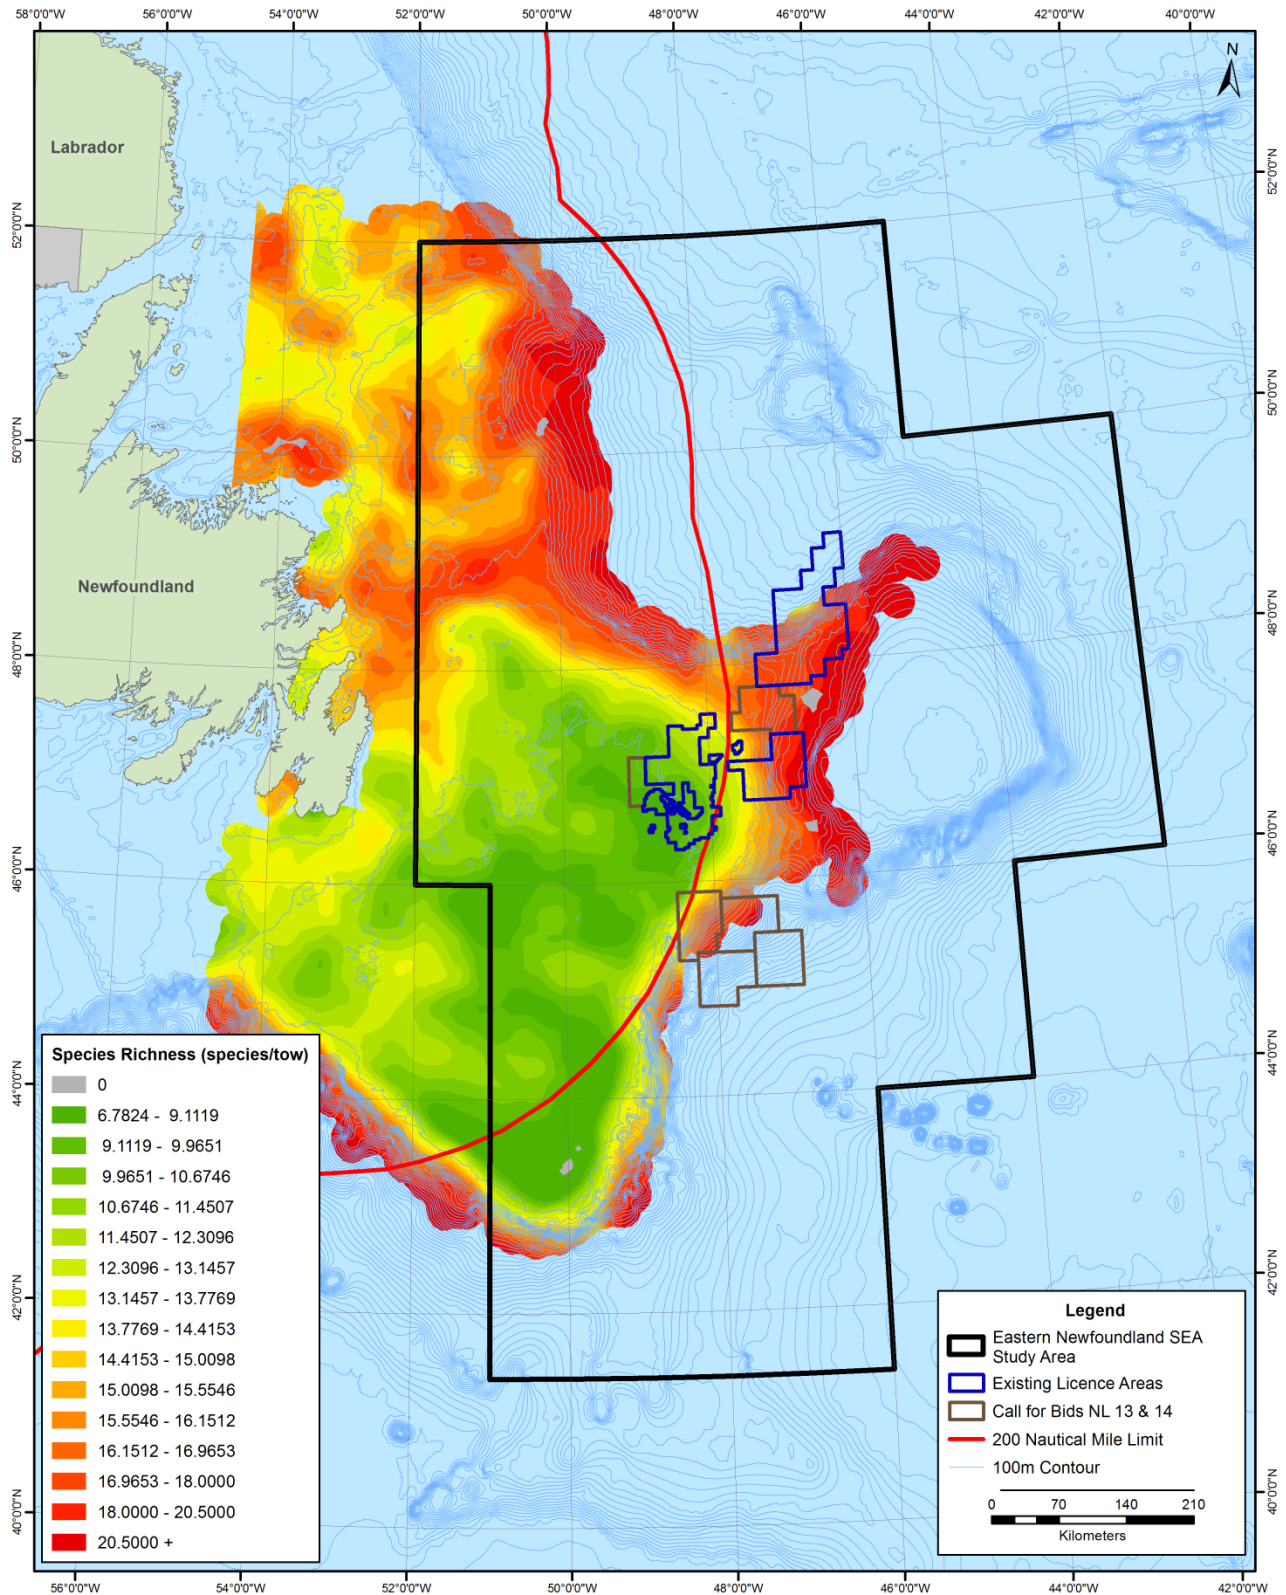 58°0'0"W 56°0'0"W 54°0'0"W 52°0'0"W 50°0'0"W 48°0'0"W 46°0'0"W 44°0'0"W 42°0'0"W 40°0'0"W
N
Labrador
52°0'0"N
52°0'0"N
50°0'0"N
50°0'0"N
Newfoundland
48°0'0"N
48°0'0"N
46°0'0"N
46°0'0"N
44°0'0"N
44°0'0"N
42°0'0"N
42°0'0"N
40°0'0"N
40°0'0"N
Species Richness (species/tow)
0
6.7824 - 9.1119
9.1119 - 9.9651
9.9651 - 10.6746
10.6746 - 11.4507
11.4507 - 12.3096
12.3096 - 13.1457
13.1457 - 13.7769
13.7769 - 14.4153
14.4153 - 15.0098
15.0098 - 15.5546
15.5546 - 16.1512
16.1512 - 16.9653
16.9653 - 18.0000
18.0000 - 20.5000
20.5000 +
Legend
Eastern Newfoundland SEA
Study Area
Existing Licence Areas
Call for Bids NL 13 & 14
200 Nautical Mile Limit
100m Contour
0 70 140 210
Kilometers
56°0'0"W 54°0'0"W 52°0'0"W 50°0'0"W 48°0'0"W 46°0'0"W 44°0'0"W 42°0'0"W